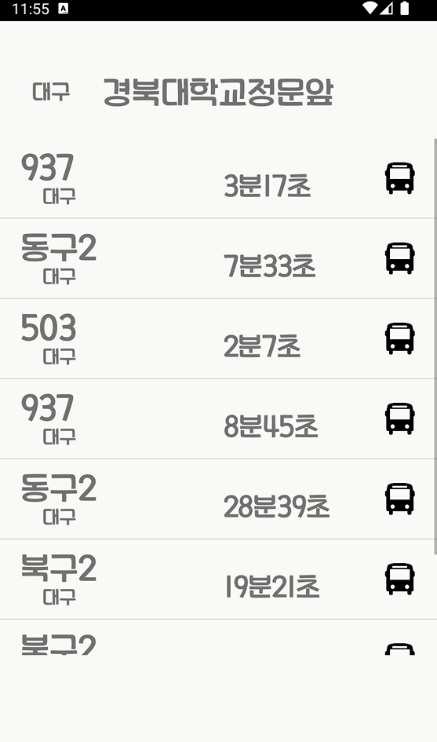 11:55
대구 경북대학교정문앞
937
대구
3분17초
동구2
대구
7분33초
503
대구
2분7초
937
대구
8분45초
동구2
대구
28분39초
북구2
대구
19분21초
북구2